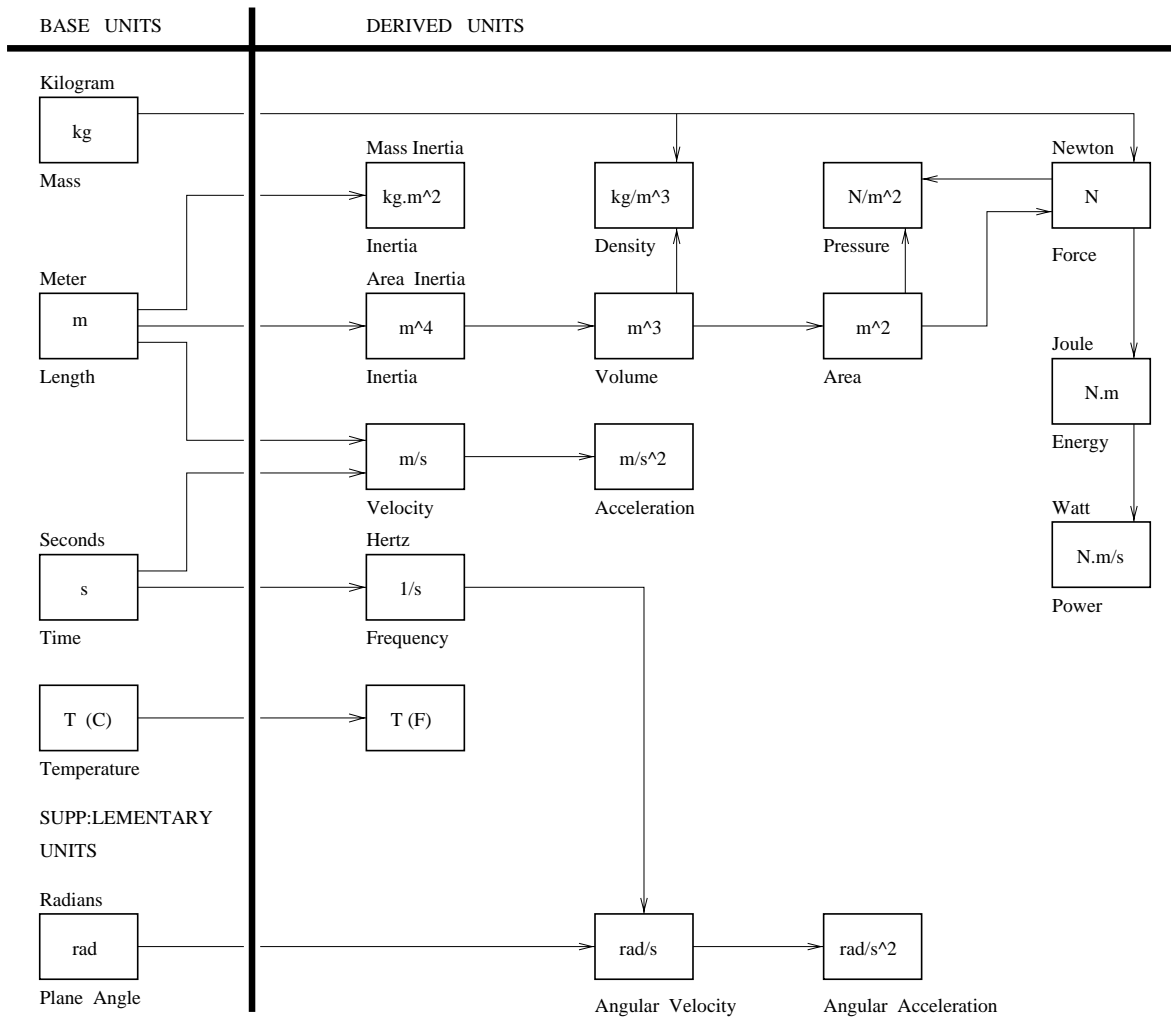 BASE UNITS DERIVED UNITS
Kilogram
kg
Mass Inertia Newton
Mass kg.m^2 kg/m^3 N/m^2 N
Inertia Density Pressure Force
Meter Area Inertia
m m^4 m^3 m^2
Joule
Length Inertia Volume Area
N.m
m/s m/s^2 Energy
Velocity Acceleration Watt
Seconds Hertz
s 1/s N.m/s
Time Frequency Power
T (C) T (F)
Temperature
SUPP:LEMENTARY
UNITS
Radians
rad rad/s rad/s^2
Plane Angle Angular Velocity Angular Acceleration